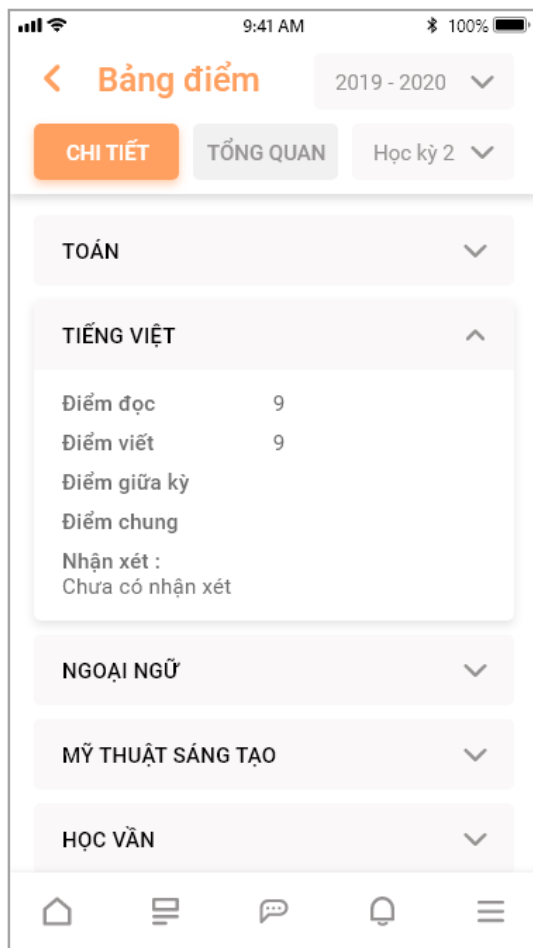 9:41 AM
100%
Bảng điểm
2019 - 2020
CHI TIẾT
TỔNG QUAN
Học kỳ 2
TOÁN
TIẾNG VIỆT
Điểm đọc 9
Điểm viết 9
Điểm giữa kỳ
Điểm chung
Nhận xét :
Chưa có nhận xét
NGOẠI NGỮ
MỸ THUẬT SÁNG TẠO
HỌC VẦN